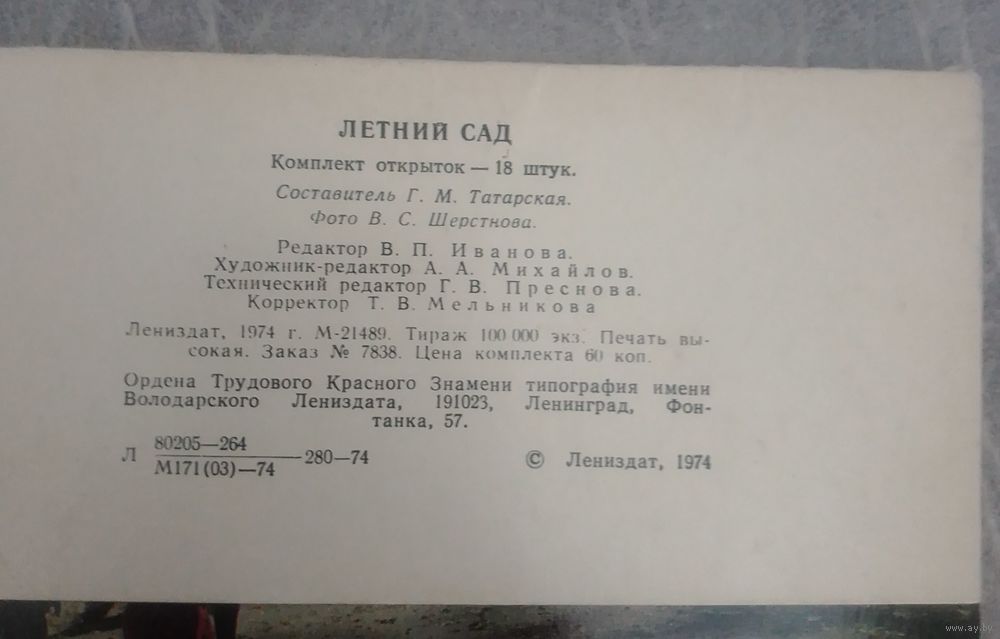 ЛЕТНИЙ САД
Комплект открыток — 18 штук.
Составитель Г. М. Татарская.
Фото В. С. Шерстнова.
Редактор В. П. Иванова.
Художник-редактор А. А. Михайлов.
Технический редактор Г. В. Преснова.
Корректор Т. В. Мельникова
Лениздат, 1974 г. М-21489. Тираж 100 000 экз. Печать вы-
сокая. Заказ № 7838. Цена комплекта 60 коп.
Ордена Трудового Красного Знамени типография имени
Володарского Лениздата, 191023, Ленинград, Фон-
танка, 57.
Л 80205—264
М171(03)—74 —280—74
© Лениздат, 1974
www.ay.by